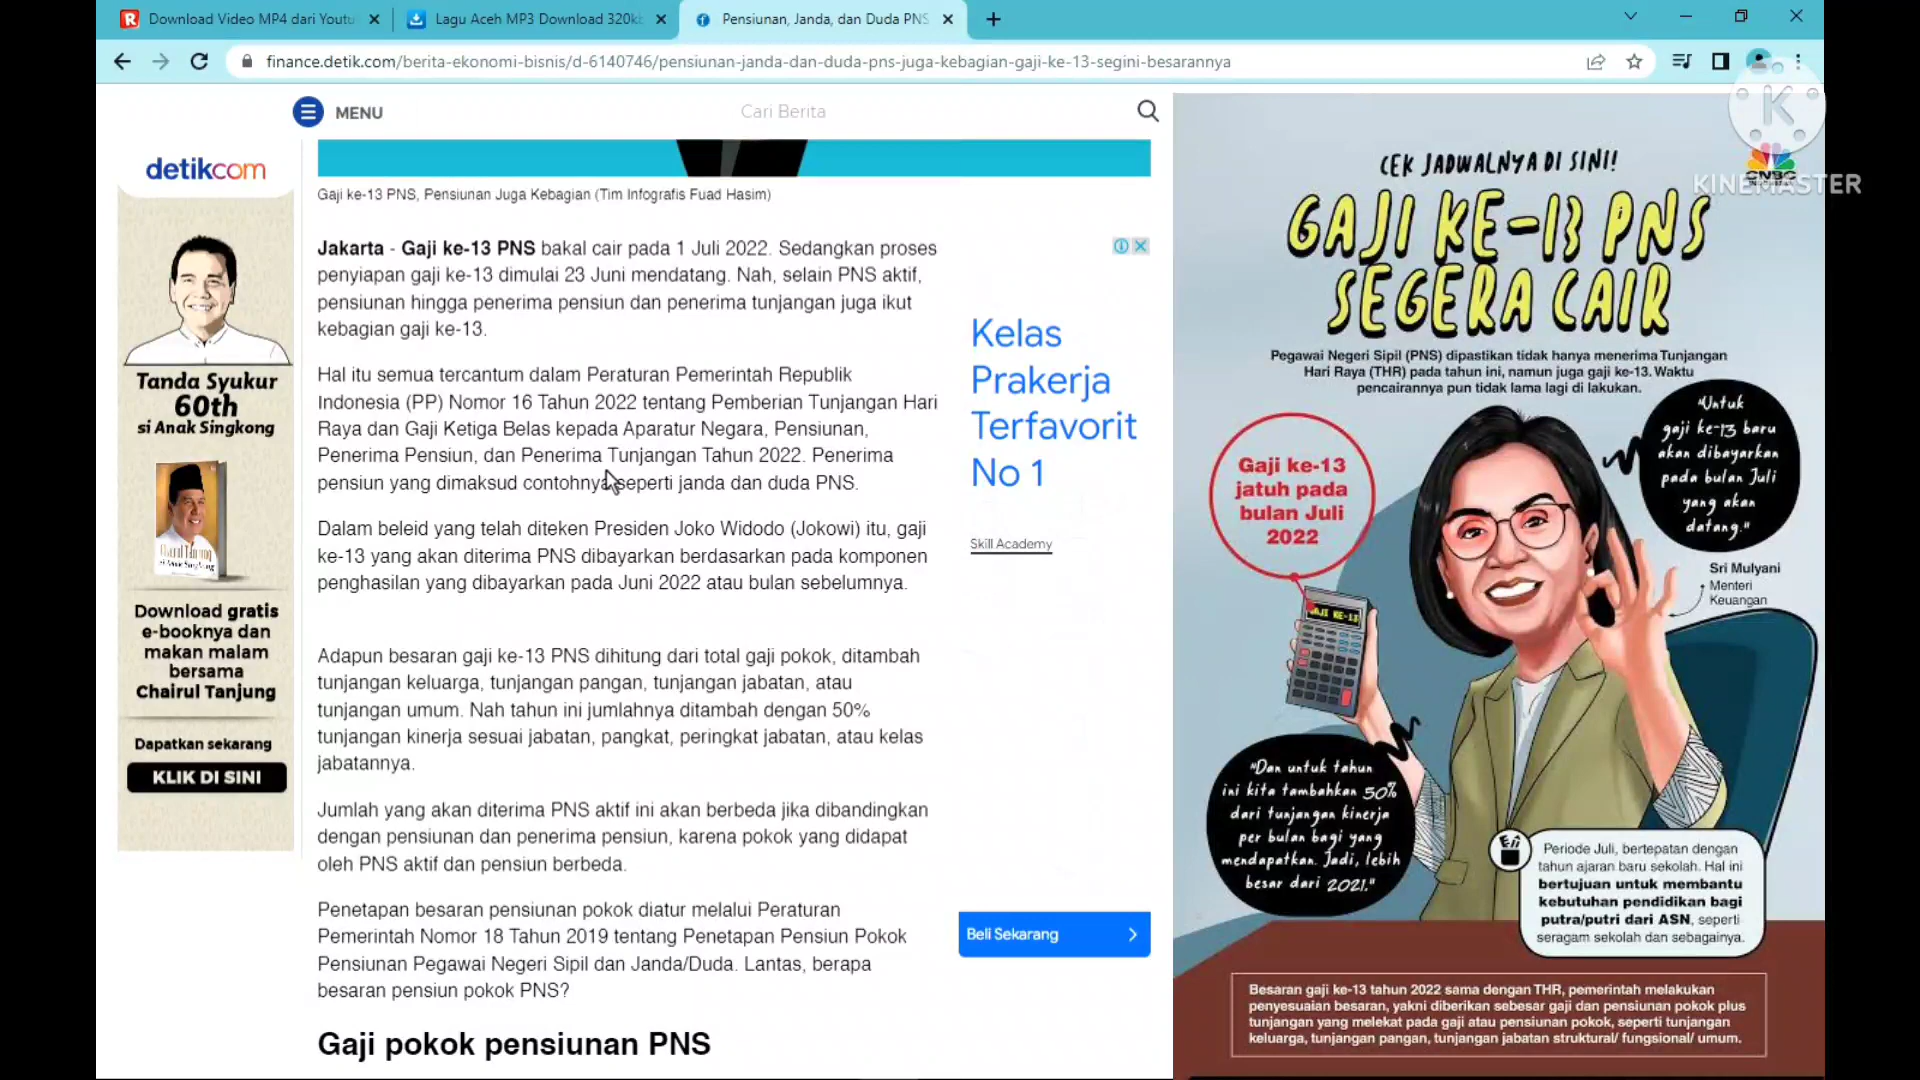 Download Video MP4 dari Youtu
Lagu Aceh MP3 Download 320kb
Pensiunan, Janda, dan Duda PNS
finance.detik.com/berita-ekonomi-bisnis/d-6140746/pensiunan-janda-dan-duda-pns-juga-kebagian-gaji-ke-13-segini-besarannya
MENU
Cari Berita
detikcom
Tanda Syukur
60th
si Anak Singkong
Download gratis
e-booknya dan
makan malam
bersama
Chairul Tanjung
Dapatkan sekarang
KLIK DI SINI
Gaji ke-13 PNS, Pensiunan Juga Kebagian (Tim Infografis Fuad Hasim)
Jakarta - Gaji ke-13 PNS bakal cair pada 1 Juli 2022. Sedangkan proses
penyiapan gaji ke-13 dimulai 23 Juni mendatang. Nah, selain PNS aktif,
pensiunan hingga penerima pensiun dan penerima tunjangan juga ikut
kebagian gaji ke-13.
Hal itu semua tercantum dalam Peraturan Pemerintah Republik
Indonesia (PP) Nomor 16 Tahun 2022 tentang Pemberian Tunjangan Hari
Raya dan Gaji Ketiga Belas kepada Aparatur Negara, Pensiunan,
Penerima Pensiun, dan Penerima Tunjangan Tahun 2022. Penerima
pensiun yang dimaksud contohnya seperti janda dan duda PNS.
Dalam beleid yang telah diteken Presiden Joko Widodo (Jokowi) itu, gaji
ke-13 yang akan diterima PNS dibayarkan berdasarkan pada komponen
penghasilan yang dibayarkan pada Juni 2022 atau bulan sebelumnya.
Adapun besaran gaji ke-13 PNS dihitung dari total gaji pokok, ditambah
tunjangan keluarga, tunjangan pangan, tunjangan jabatan, atau
tunjangan umum. Nah tahun ini jumlahnya ditambah dengan 50%
tunjangan kinerja sesuai jabatan, pangkat, peringkat jabatan, atau kelas
jabatannya.
Jumlah yang akan diterima PNS aktif ini akan berbeda jika dibandingkan
dengan pensiunan dan penerima pensiun, karena pokok yang didapat
oleh PNS aktif dan pensiun berbeda.
Penetapan besaran pensiunan pokok diatur melalui Peraturan
Pemerintah Nomor 18 Tahun 2019 tentang Penetapan Pensiun Pokok
Pensiunan Pegawai Negeri Sipil dan Janda/Duda. Lantas, berapa
besaran pensiun pokok PNS?
Gaji pokok pensiunan PNS
Kelas
Prakerja
Terfavorit
No 1
Skill Academy
Beli Sekarang
K
CNBC
KINEMASTER
CEK JADWALNYA DI SINI!
GAJI KE-13 PNS
SEGERA CAIR
Pegawai Negeri Sipil (PNS) dipastikan tidak hanya menerima Tunjangan
Hari Raya (THR) pada tahun ini, namun juga gaji ke-13. Waktu
pencairannya pun tidak lama lagi di lakukan.
Gaji ke-13
jatuh pada
bulan Juli
2022
"Untuk
gaji ke-13 baru
akan dibayarkan
pada bulan Juli
yang akan
datang."
Sri Mulyani
Menteri
Keuangan
GAJI KE-13
"Dan untuk tahun
ini kita tambahkan 50%
dari tunjangan kinerja
per bulan bagi yang
mendapatkan. Jadi, lebih
besar dari 2021."
Periode Juli, bertepatan dengan
tahun ajaran baru sekolah. Hal ini
bertujuan untuk membantu
kebutuhan pendidikan bagi
putra/putri dari ASN, seperti
seragam sekolah dan sebagainya.
Besaran gaji ke-13 tahun 2022 sama dengan THR, pemerintah melakukan
penyesuaian besaran, yakni diberikan sebesar gaji dan pensiunan pokok plus
tunjangan yang melekat pada gaji atau pensiunan pokok, seperti tunjangan
keluarga, tunjangan pangan, tunjangan jabatan struktural/ fungsional/ umum.